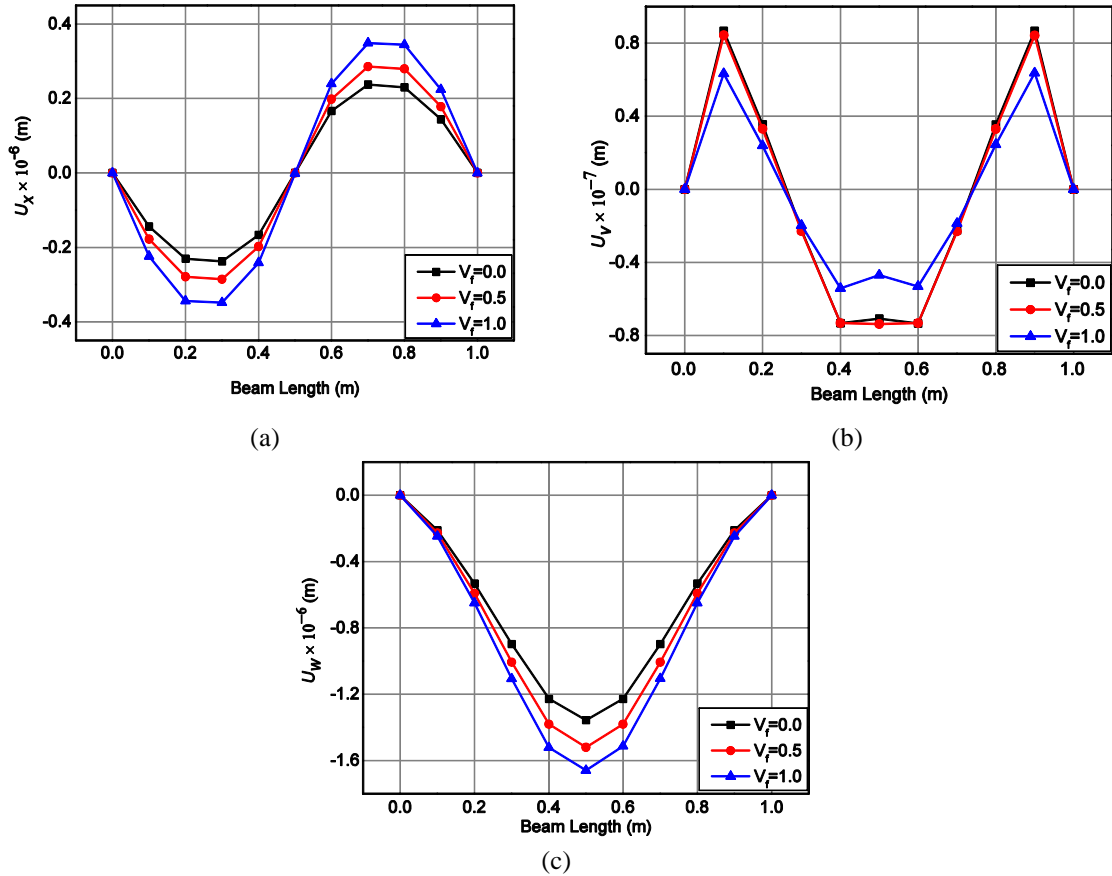 0.4
0.2
0.0
-0.2
-0.4
U_X × 10^-6 (m)
V_f=0.0
V_f=0.5
V_f=1.0
0.0 0.2 0.4 0.6 0.8 1.0
Beam Length (m)
(a)
0.8
0.4
0.0
-0.4
-0.8
U_v × 10^-7 (m)
V_f=0.0
V_f=0.5
V_f=1.0
0.0 0.2 0.4 0.6 0.8 1.0
Beam Length (m)
(b)
0.0
-0.4
-0.8
-1.2
-1.6
U_W × 10^-6 (m)
V_f=0.0
V_f=0.5
V_f=1.0
0.0 0.2 0.4 0.6 0.8 1.0
Beam Length (m)
(c)